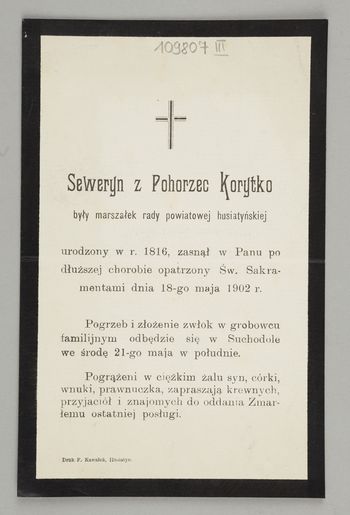 109807 III
Seweryn z Pohorzec Korytko
były marszałek rady powiatowej husiatyńskiej
urodzony w r. 1816, zasnął w Panu po
dłuższej chorobie opatrzony Św. Sakra-
mentami dnia 18-go maja 1902 r.
Pogrzeb i złożenie zwłok w grobowcu
familijnym odbędzie się w Suchodole
we środę 21-go maja w południe.
Pogrążeni w ciężkim żalu syn, córki,
wnuki, prawnuczka, zapraszają krewnych,
przyjaciół i znajomych do oddania Zmar-
łemu ostatniej posługi.
Druk F. Kawalek, Husiatyn.